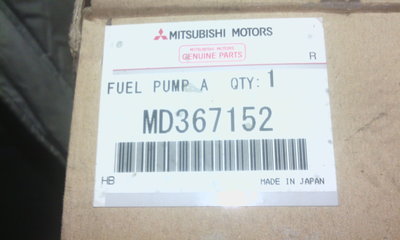 MITSUBISHI MOTORS
MITSUBISHI MOTORS
GENUINE PARTS
R
FUEL PUMP A QTY: 1
MD367152
HB MADE IN JAPAN